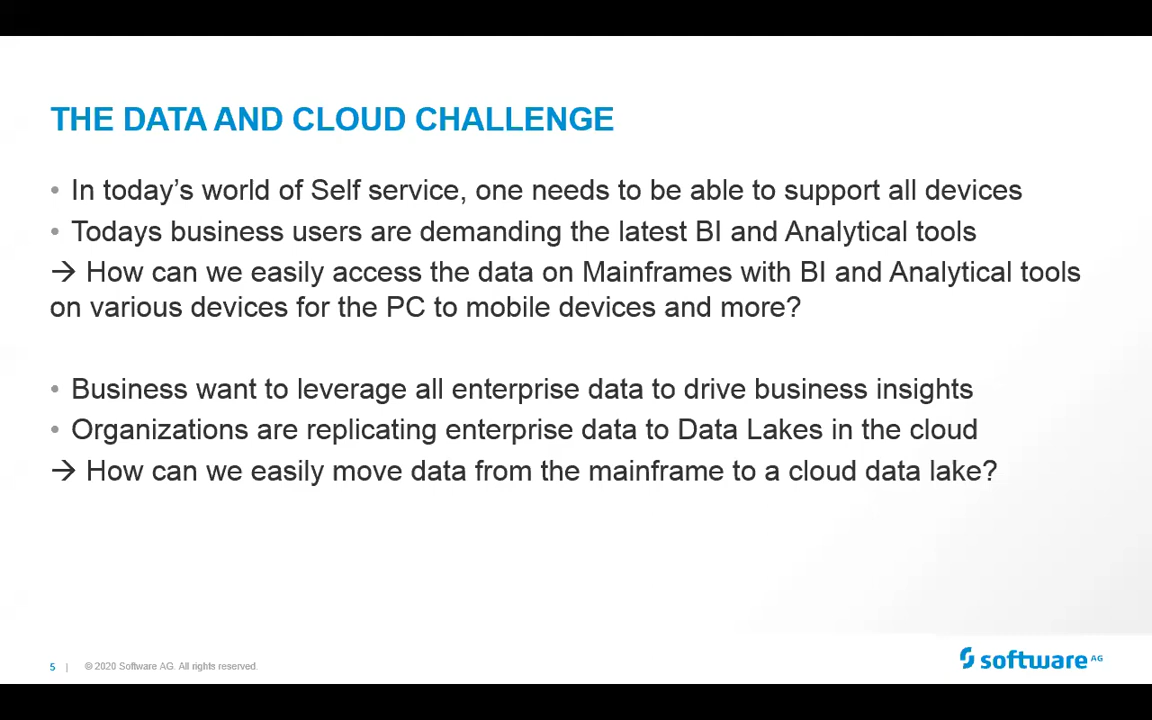 THE DATA AND CLOUD CHALLENGE
• In today’s world of Self service, one needs to be able to support all devices
• Todays business users are demanding the latest BI and Analytical tools
→ How can we easily access the data on Mainframes with BI and Analytical tools
on various devices for the PC to mobile devices and more?
• Business want to leverage all enterprise data to drive business insights
• Organizations are replicating enterprise data to Data Lakes in the cloud
→ How can we easily move data from the mainframe to a cloud data lake?
5 | © 2020 Software AG. All rights reserved.
software AG